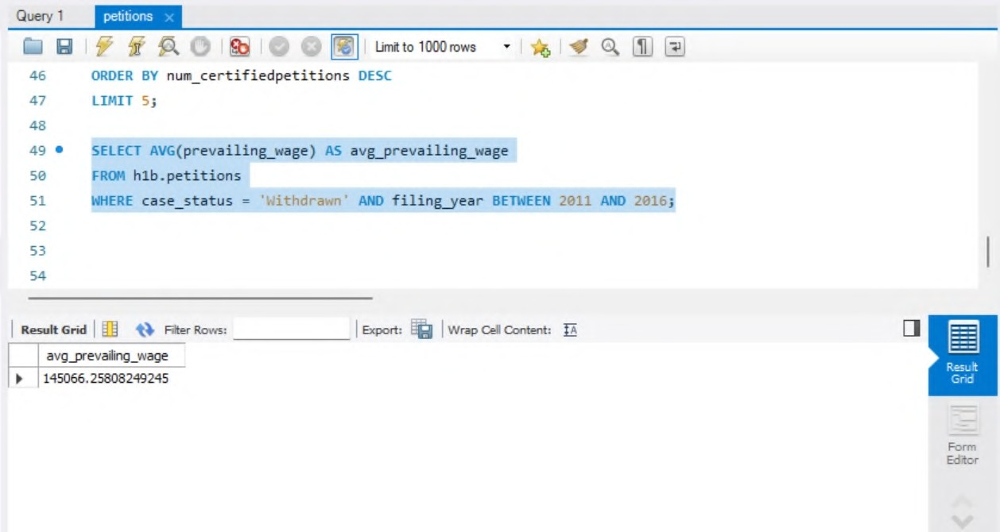 Query 1 petitions ×
Limit to 1000 rows
46 ORDER BY num_certifiedpetitions DESC
47 LIMIT 5;
48
49 SELECT AVG(prevailing_wage) AS avg_prevailing_wage
50 FROM h1b.petitions
51 WHERE case_status = 'Withdrawn' AND filing_year BETWEEN 2011 AND 2016;
52
53
54
Result Grid Filter Rows: Export: Wrap Cell Content: IA
avg_prevailing_wage
145066.25808249245
Result
Grid
Form
Editor